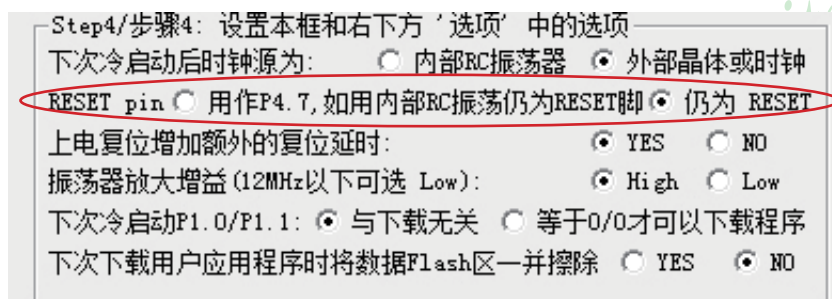 Step4/步骤4: 设置本框和右下方 '选项' 中的选项
下次冷启动后时钟源为: 内部RC振荡器 外部晶体或时钟
RESET pin 用作P4.7,如用内部RC振荡仍为RESET脚 仍为 RESET
上电复位增加额外的复位延时: YES NO
振荡器放大增益(12MHz以下可选 Low): High Low
下次冷启动P1.0/P1.1: 与下载无关 等于0/0才可以下载程序
下次下载用户应用程序时将数据Flash区一并擦除 YES NO